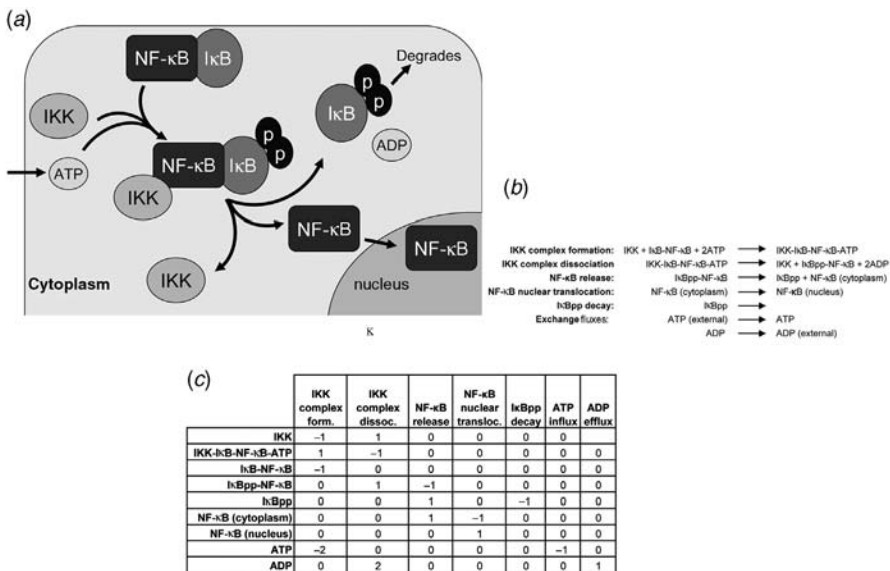 (a)
NF-κB IκB
IKK
ATP
NF-κB IκB
p
p
IKK
IκB
p
p
Degrades
ADP
NF-κB
NF-κB
IKK
Cytoplasm
nucleus
κ
(b)
IKK complex formation: IKK + IκB-NF-κB + 2ATP → IKK-IκB-NF-κB-ATP
IKK complex dissociation IKK-IκB-NF-κB-ATP → IKK + IκBpp-NF-κB + 2ADP
NF-κB release: IκBpp-NF-κB → IκBpp + NF-κB (cytoplasm)
NF-κB nuclear translocation: NF-κB (cytoplasm) → NF-κB (nucleus)
IκBpp decay: IκBpp →
Exchange fluxes: ATP (external) → ATP
ADP → ADP (external)
(c)
IKK complex form. IKK complex dissoc. NF-κB release NF-κB nuclear transloc. IκBpp decay ATP influx ADP efflux
IKK −1 1 0 0 0 0
IKK-IκB-NF-κB-ATP 1 −1 0 0 0 0 0
IκB-NF-κB −1 0 0 0 0 0 0
IκBpp-NF-κB 0 1 −1 0 0 0 0
IκBpp 0 0 1 0 −1 0 0
NF-κB (cytoplasm) 0 0 1 −1 0 0 0
NF-κB (nucleus) 0 0 0 1 0 0 0
ATP −2 0 0 0 0 −1 0
ADP 0 2 0 0 0 0 1